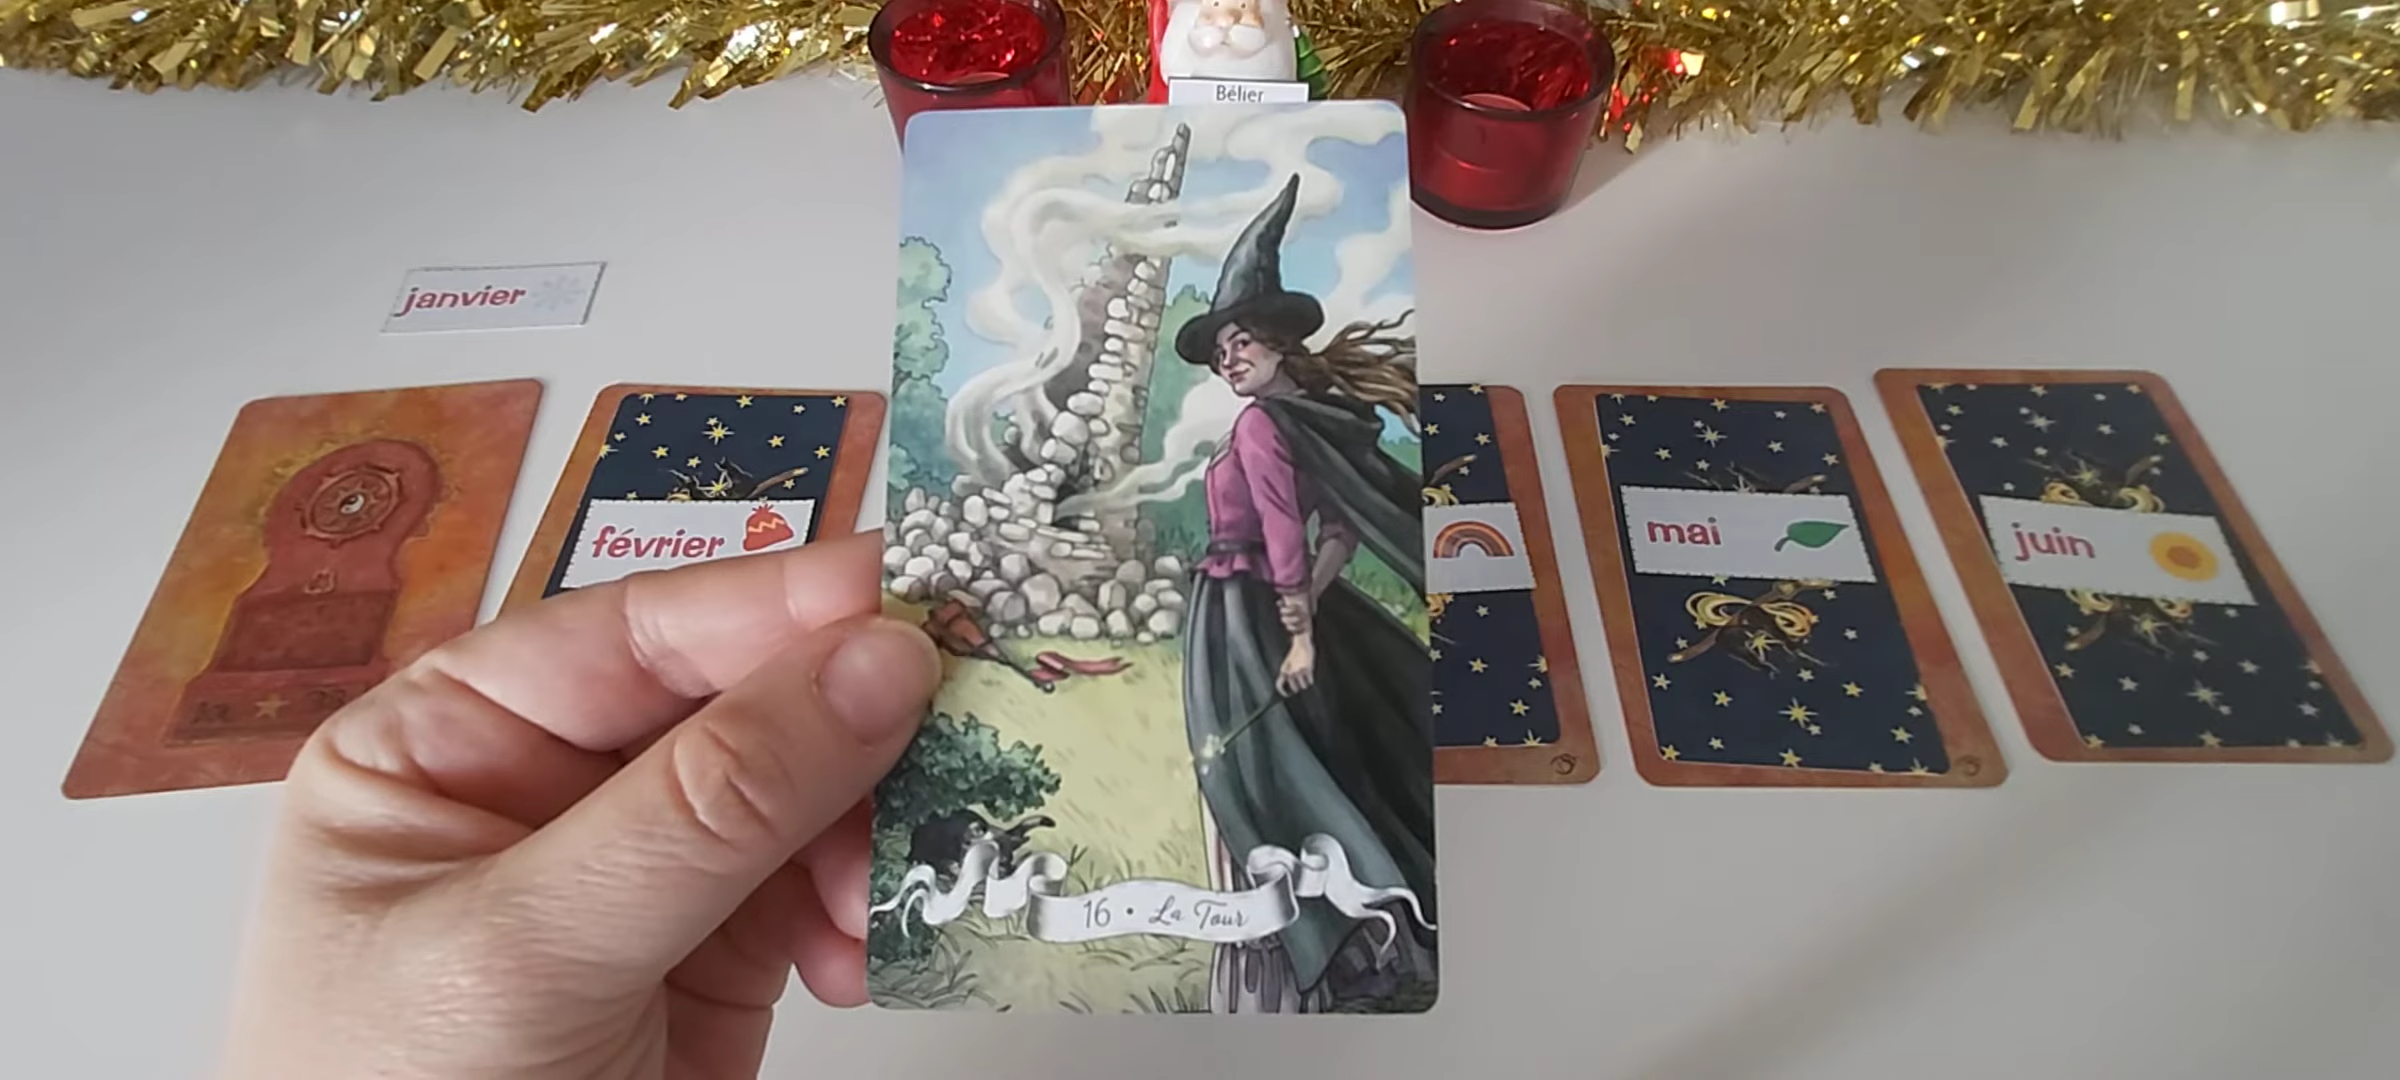 Bélier
janvier
février
mai
juin
16 • La Tour